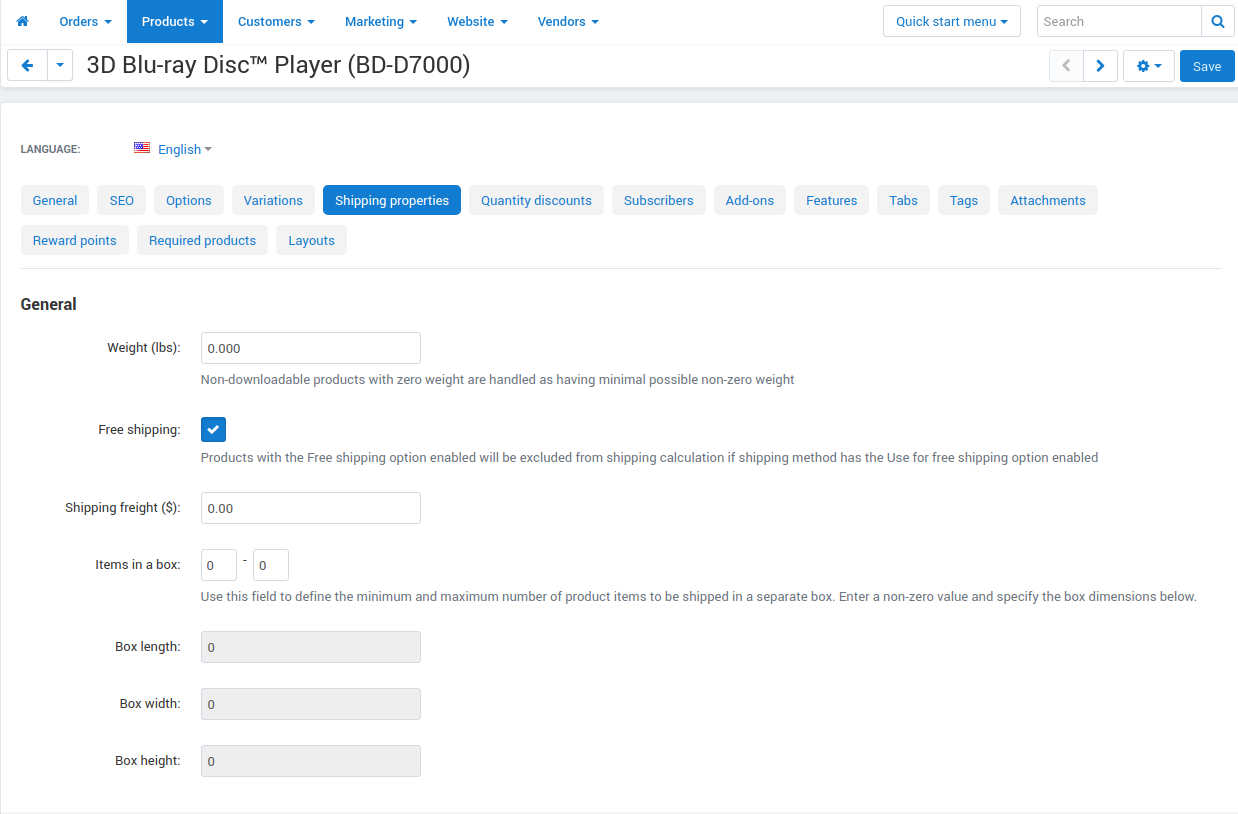 Orders Products Customers Marketing Website Vendors Quick start menu Search
3D Blu-ray Disc™ Player (BD-D7000) Save
LANGUAGE: English
General SEO Options Variations Shipping properties Quantity discounts Subscribers Add-ons Features Tabs Tags Attachments
Reward points Required products Layouts
General
Weight (lbs): 0.000
Non-downloadable products with zero weight are handled as having minimal possible non-zero weight
Free shipping:
Products with the Free shipping option enabled will be excluded from shipping calculation if shipping method has the Use for free shipping option enabled
Shipping freight ($): 0.00
Items in a box: 0 - 0
Use this field to define the minimum and maximum number of product items to be shipped in a separate box. Enter a non-zero value and specify the box dimensions below.
Box length: 0
Box width: 0
Box height: 0